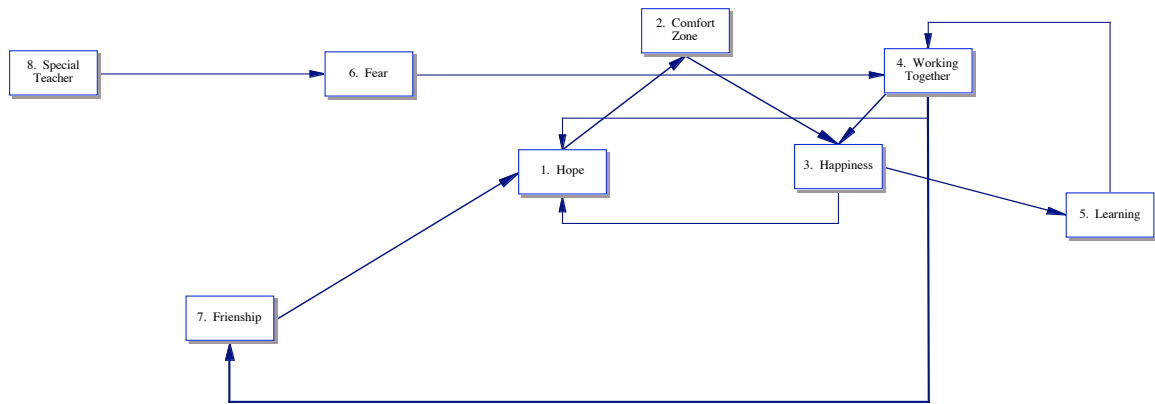 2. Comfort
Zone
8. Special
Teacher
6. Fear
4. Working
Together
1. Hope
3. Happiness
5. Learning
7. Frienship